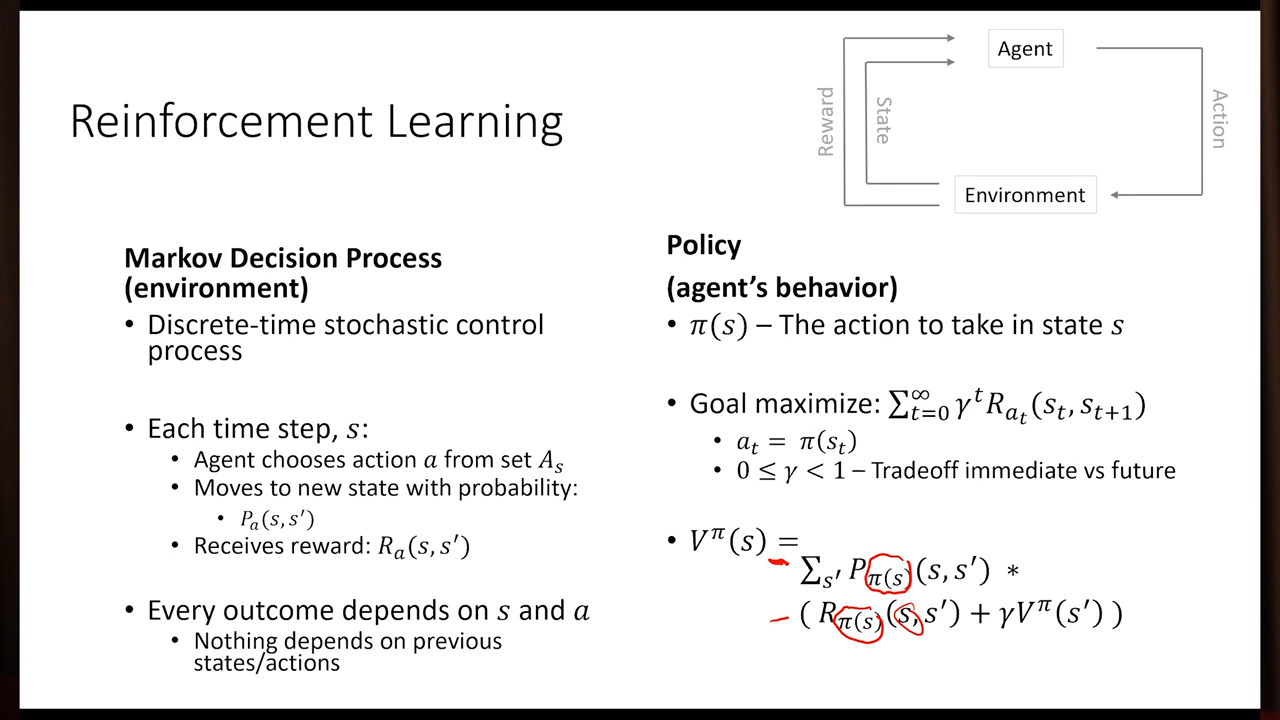 Reinforcement Learning
Agent
Reward
State
Action
Environment
Markov Decision Process
(environment)
• Discrete-time stochastic control
process
• Each time step, s:
• Agent chooses action a from set Aₛ
• Moves to new state with probability:
• Pₐ(s, s′)
• Receives reward: Rₐ(s, s′)
• Every outcome depends on s and a
• Nothing depends on previous
states/actions
Policy
(agent’s behavior)
• π(s) – The action to take in state s
• Goal maximize: ∑_{t=0}^{∞} γ^t R_{a_t}(s_t, s_{t+1})
• a_t = π(s_t)
• 0 ≤ γ < 1 – Tradeoff immediate vs future
• V^π(s) =
∑_{s′} P_{π(s)}(s, s′) *
( R_{π(s)}(s, s′) + γV^π(s′) )